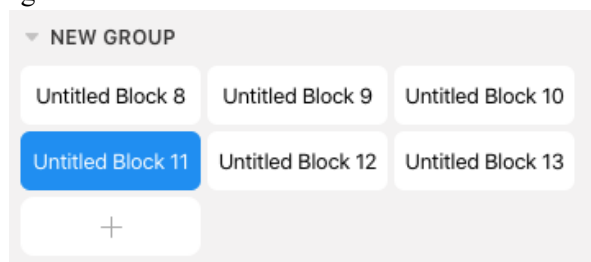 NEW GROUP
Untitled Block 8 Untitled Block 9 Untitled Block 10
Untitled Block 11 Untitled Block 12 Untitled Block 13
+